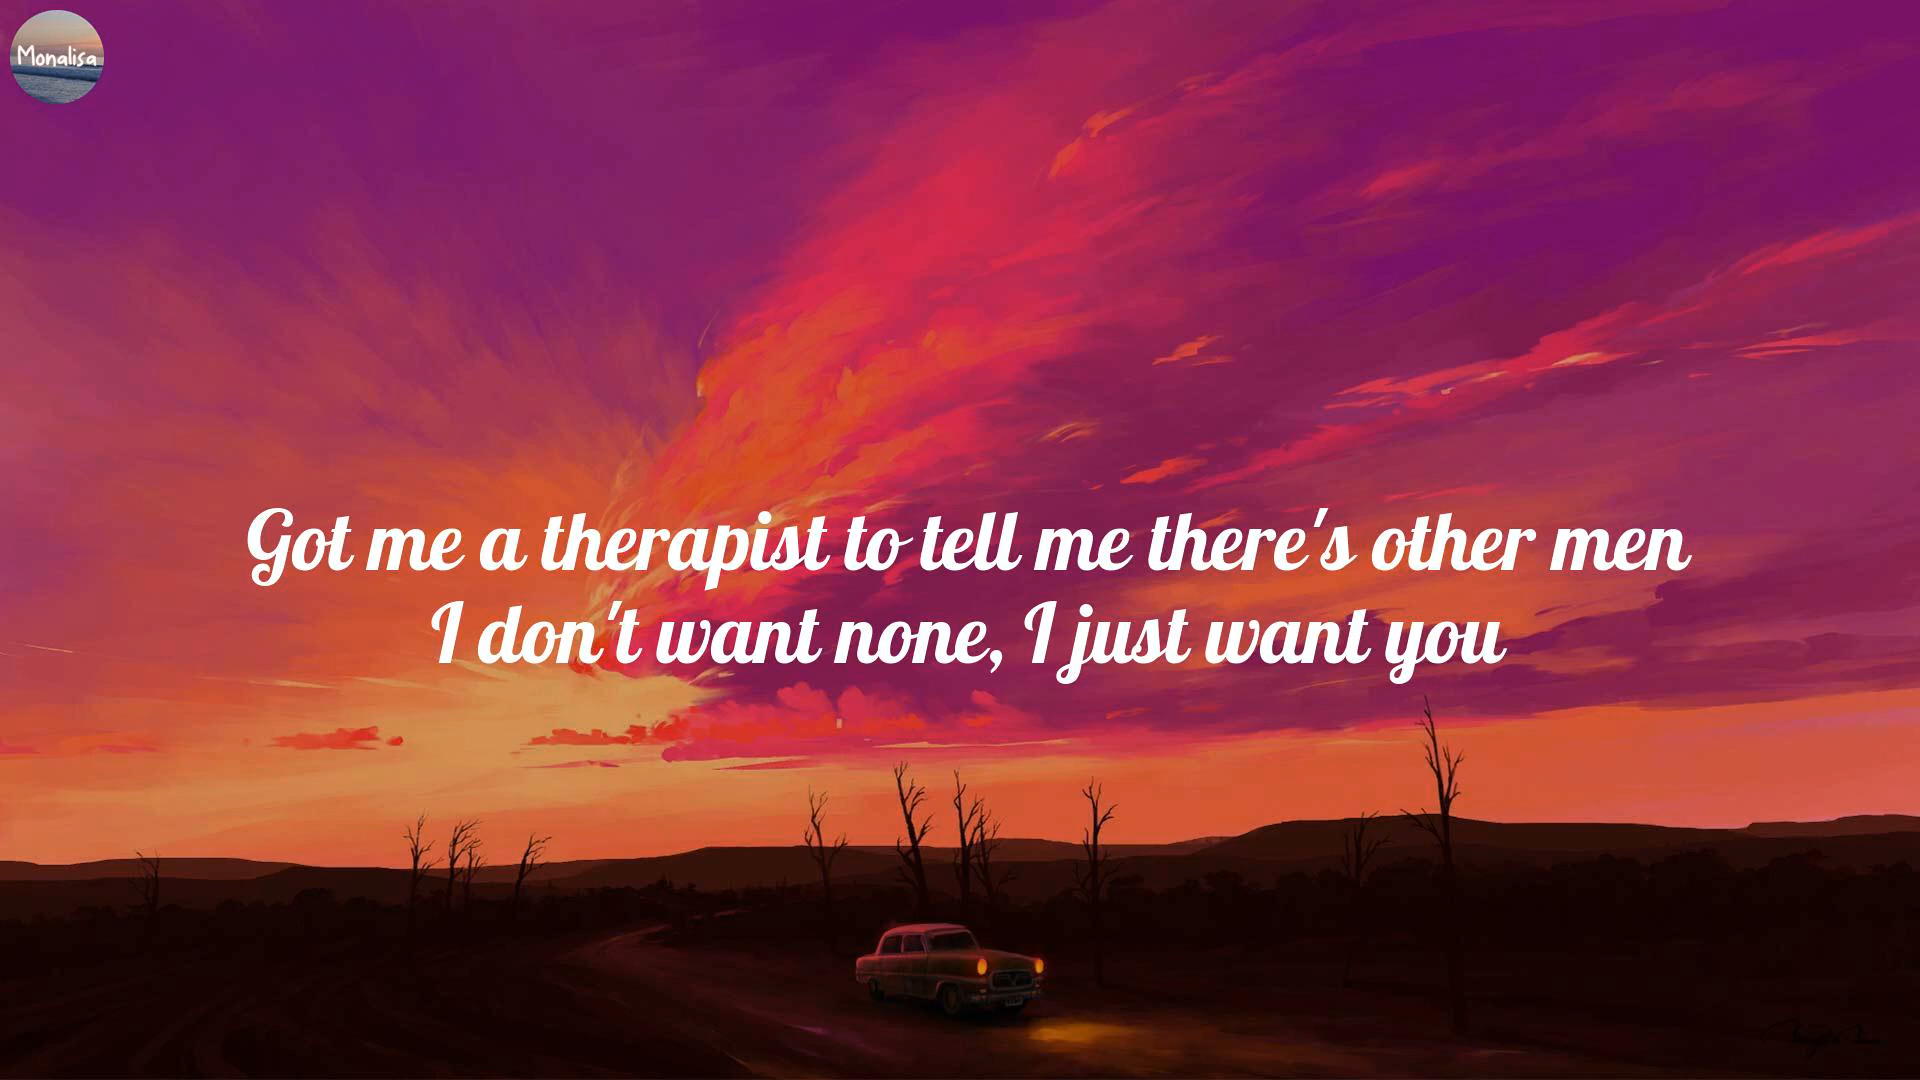 Monalisa
Got me a therapist to tell me there's other men
I don't want none, I just want you